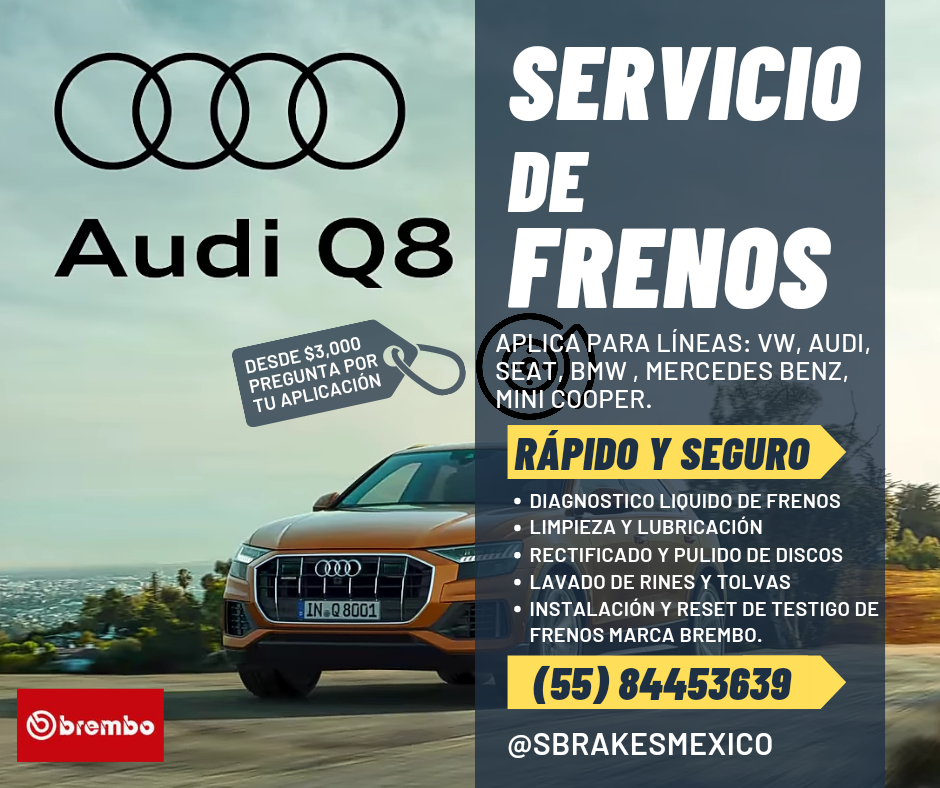 Audi Q8
DESDE $3,000
PREGUNTA POR
TU APLICACIÓN
IN Q 8001
brembo
SERVICIO
DE
FRENOS
APLICA PARA LÍNEAS: VW, AUDI,
SEAT, BMW , MERCEDES BENZ,
MINI COOPER.
RÁPIDO Y SEGURO
• DIAGNOSTICO LIQUIDO DE FRENOS
• LIMPIEZA Y LUBRICACIÓN
• RECTIFICADO Y PULIDO DE DISCOS
• LAVADO DE RINES Y TOLVAS
• INSTALACIÓN Y RESET DE TESTIGO DE
FRENOS MARCA BREMBO.
(55) 84453639
@SBRAKESMEXICO